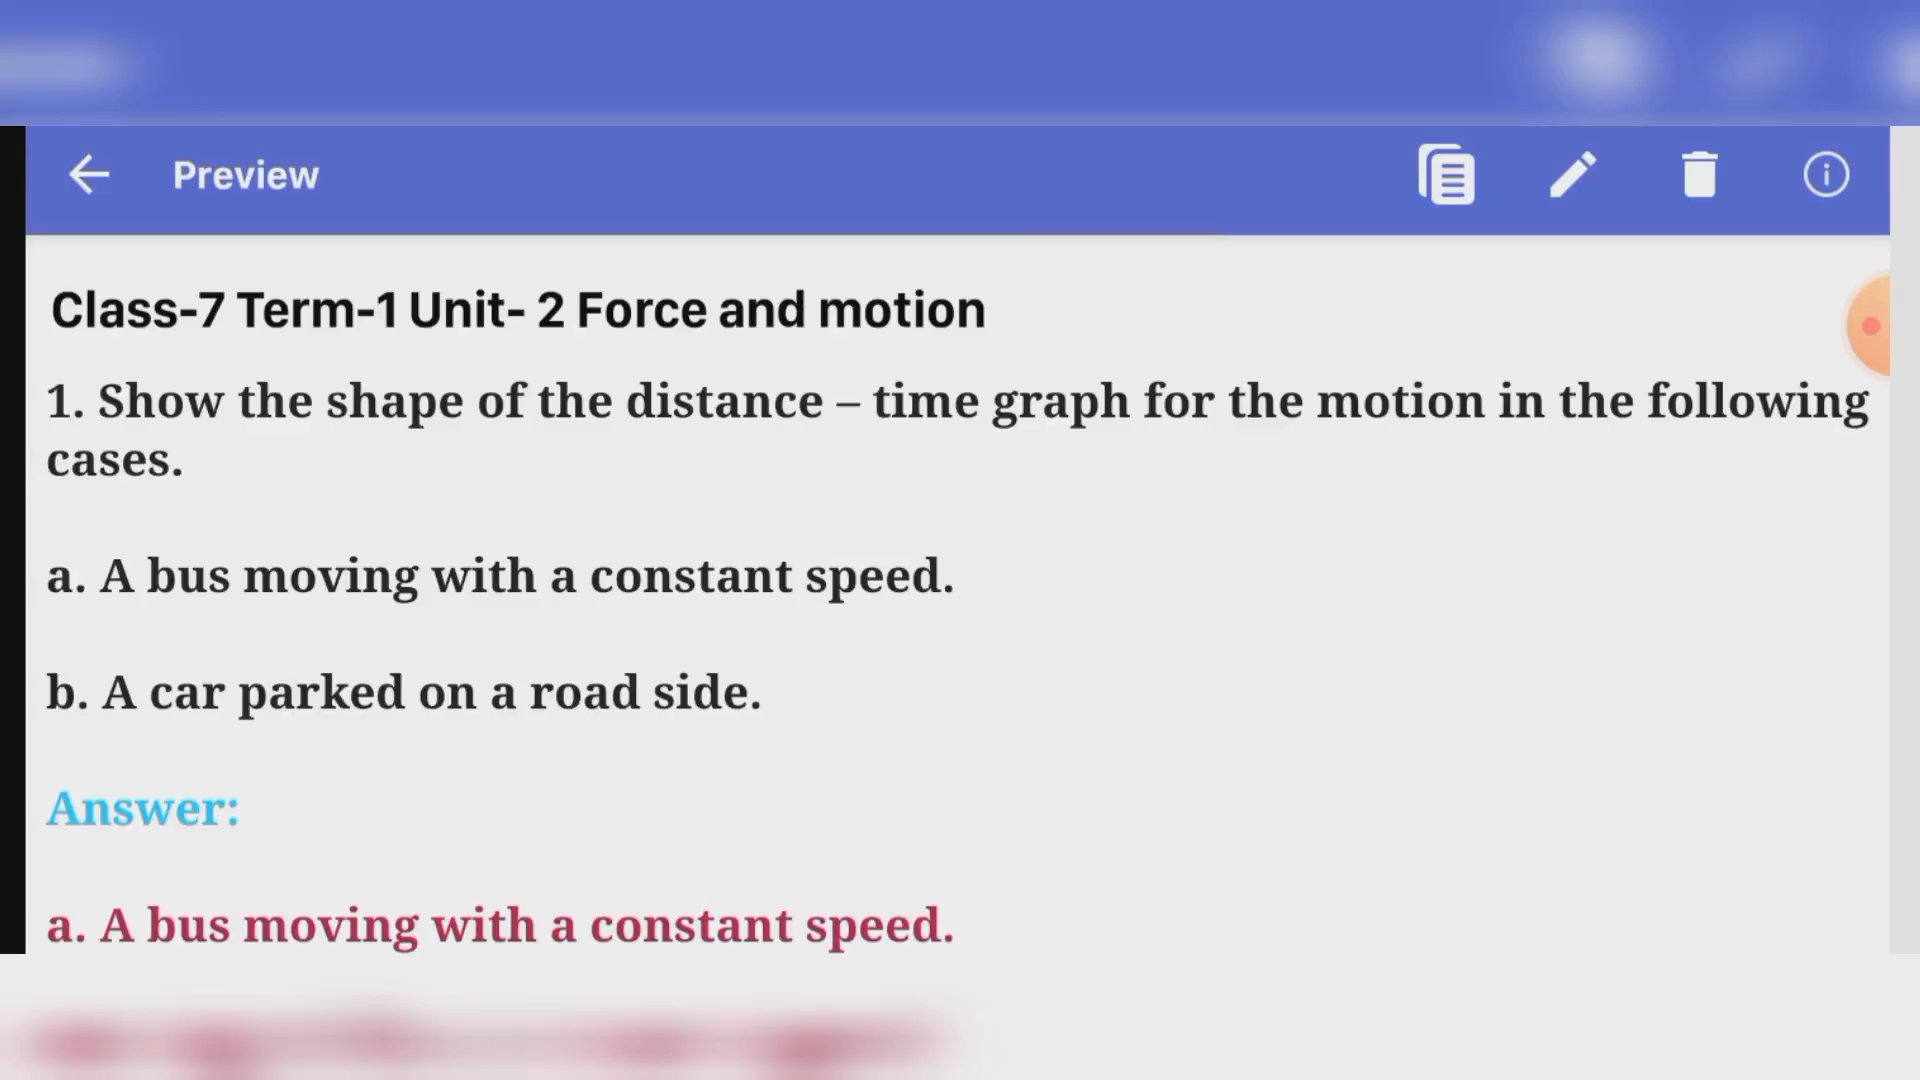 Preview
Class-7 Term-1 Unit- 2 Force and motion
1. Show the shape of the distance – time graph for the motion in the following
cases.
a. A bus moving with a constant speed.
b. A car parked on a road side.
Answer:
a. A bus moving with a constant speed.